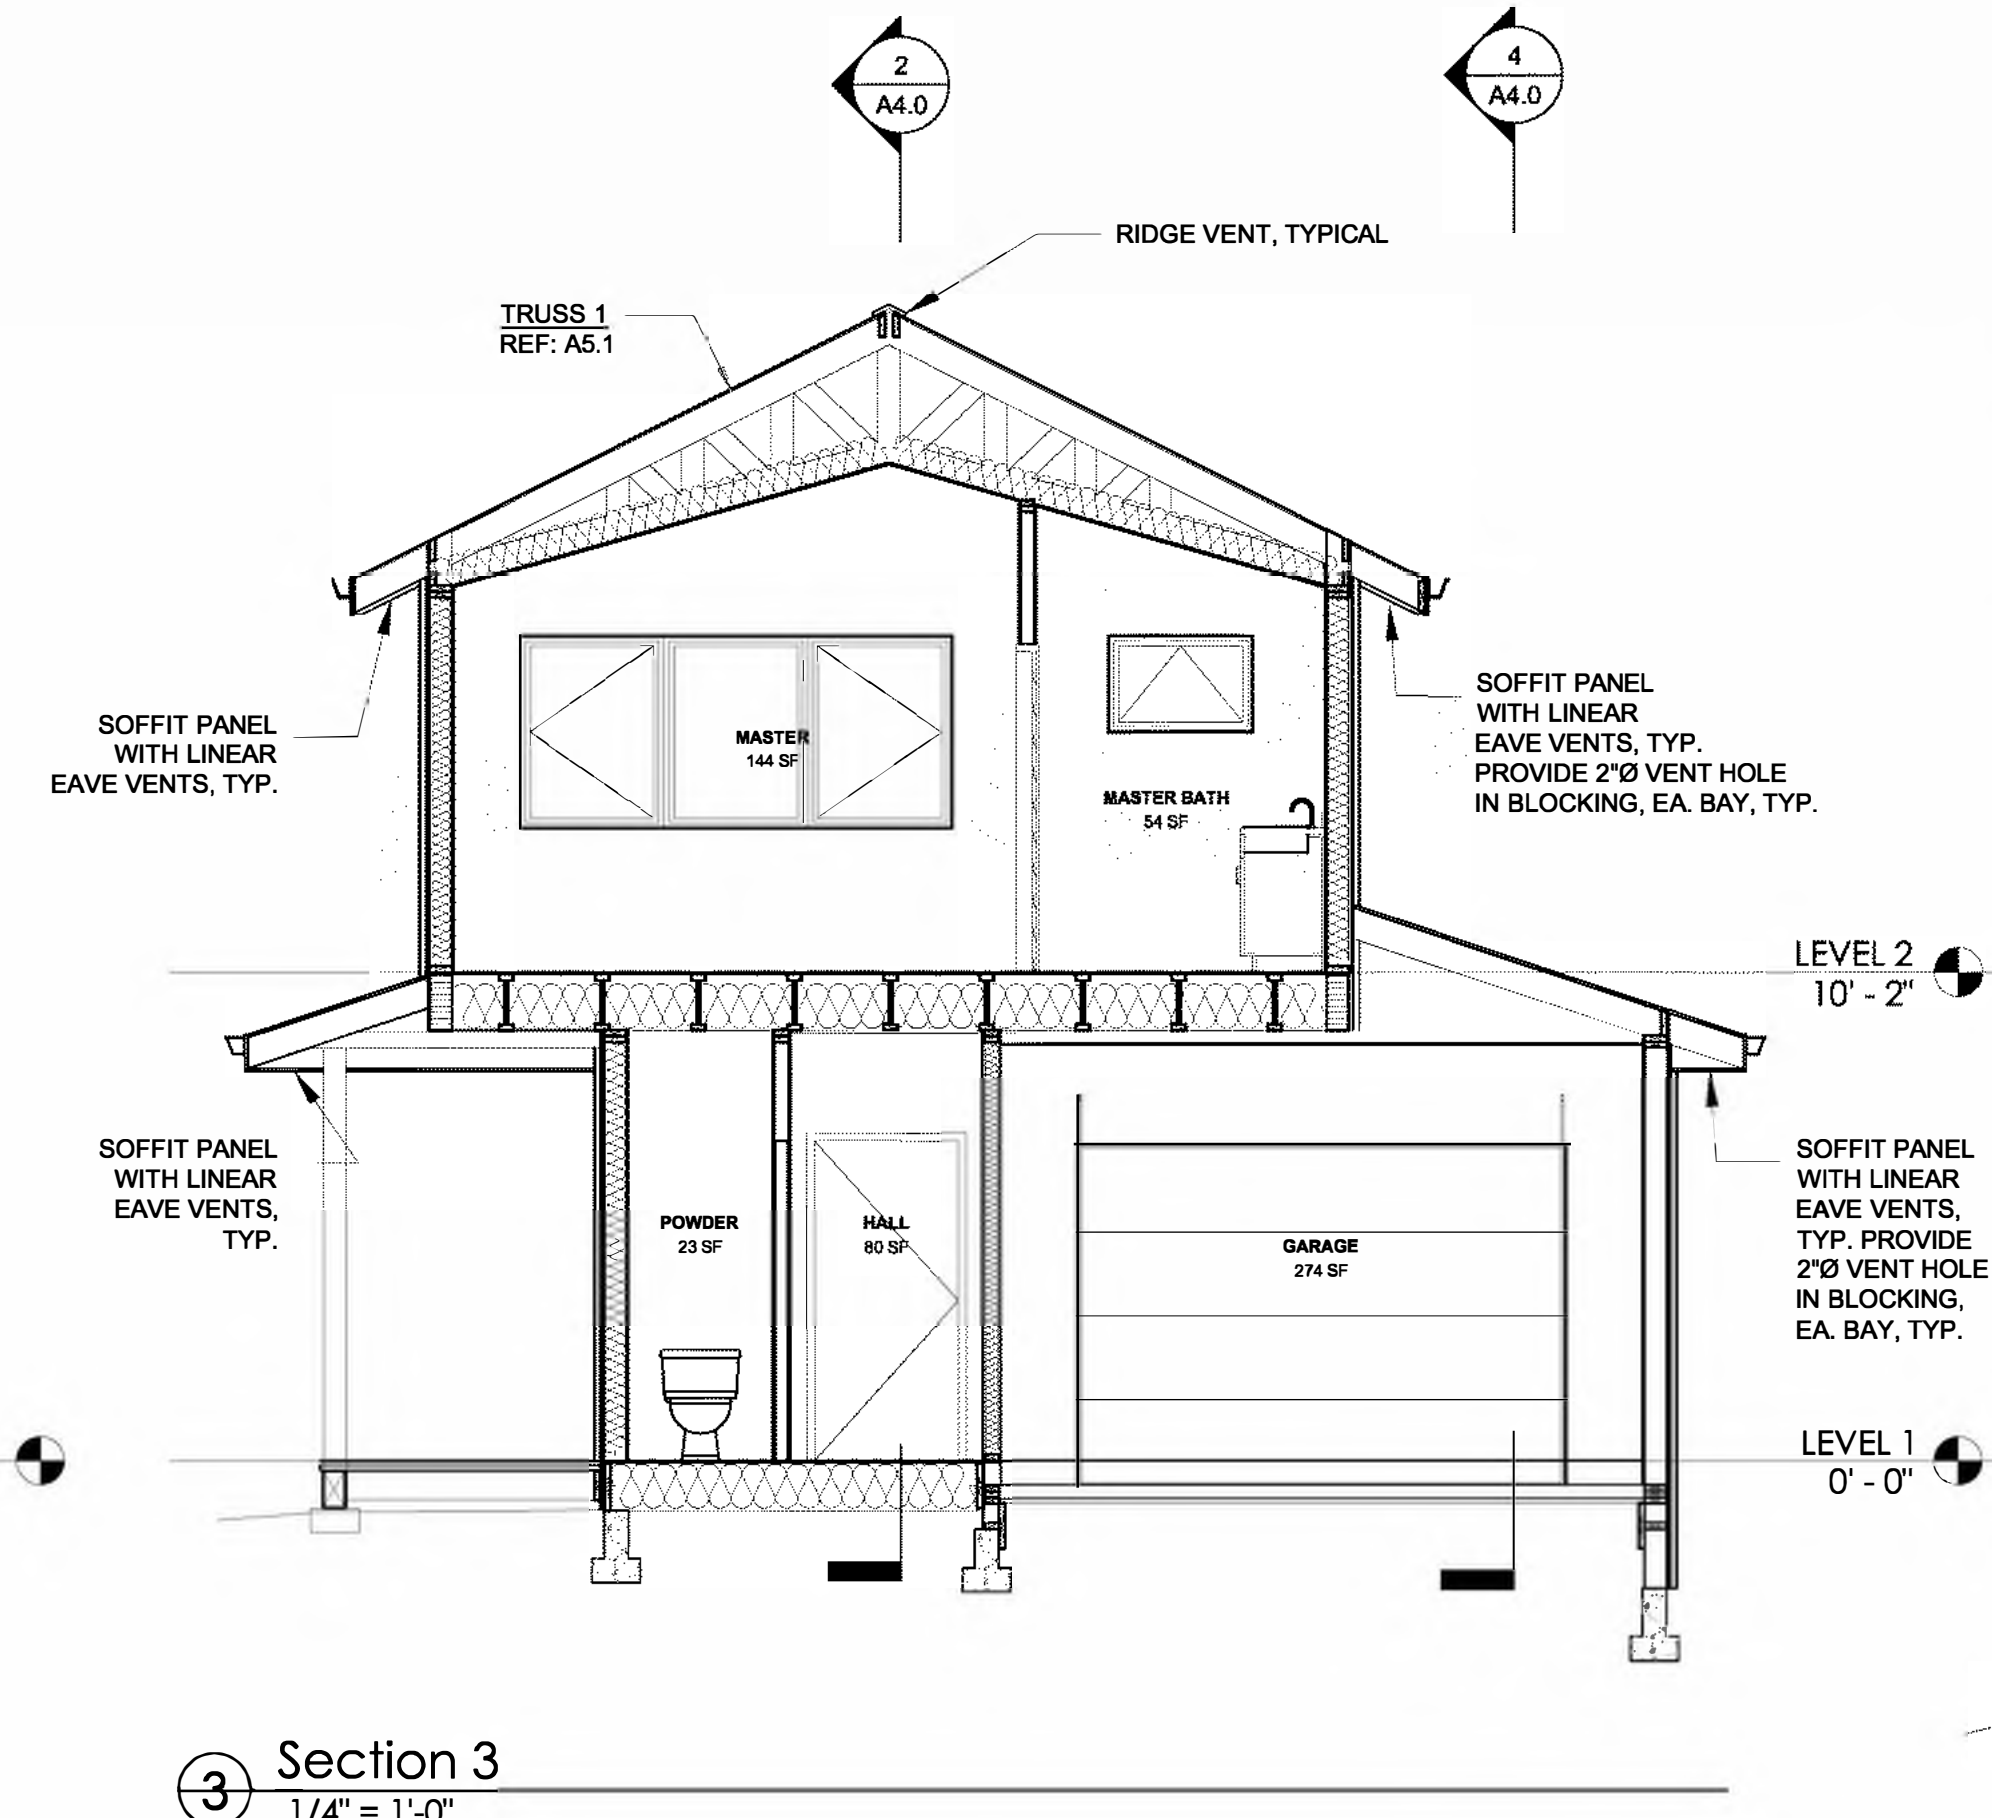 2
A4.0
4
A4.0
RIDGE VENT, TYPICAL
TRUSS 1
REF: A5.1
SOFFIT PANEL
WITH LINEAR
EAVE VENTS, TYP.
SOFFIT PANEL
WITH LINEAR
EAVE VENTS, TYP.
PROVIDE 2"Ø VENT HOLE
IN BLOCKING, EA. BAY, TYP.
MASTER
144 SF
MASTER BATH
54 SF
LEVEL 2
10' - 2"
SOFFIT PANEL
WITH LINEAR
EAVE VENTS,
TYP.
POWDER
23 SF
HALL
80 SF
GARAGE
274 SF
SOFFIT PANEL
WITH LINEAR
EAVE VENTS,
TYP. PROVIDE
2"Ø VENT HOLE
IN BLOCKING,
EA. BAY, TYP.
LEVEL 1
0' - 0"
3
Section 3
1/4" = 1'-0"